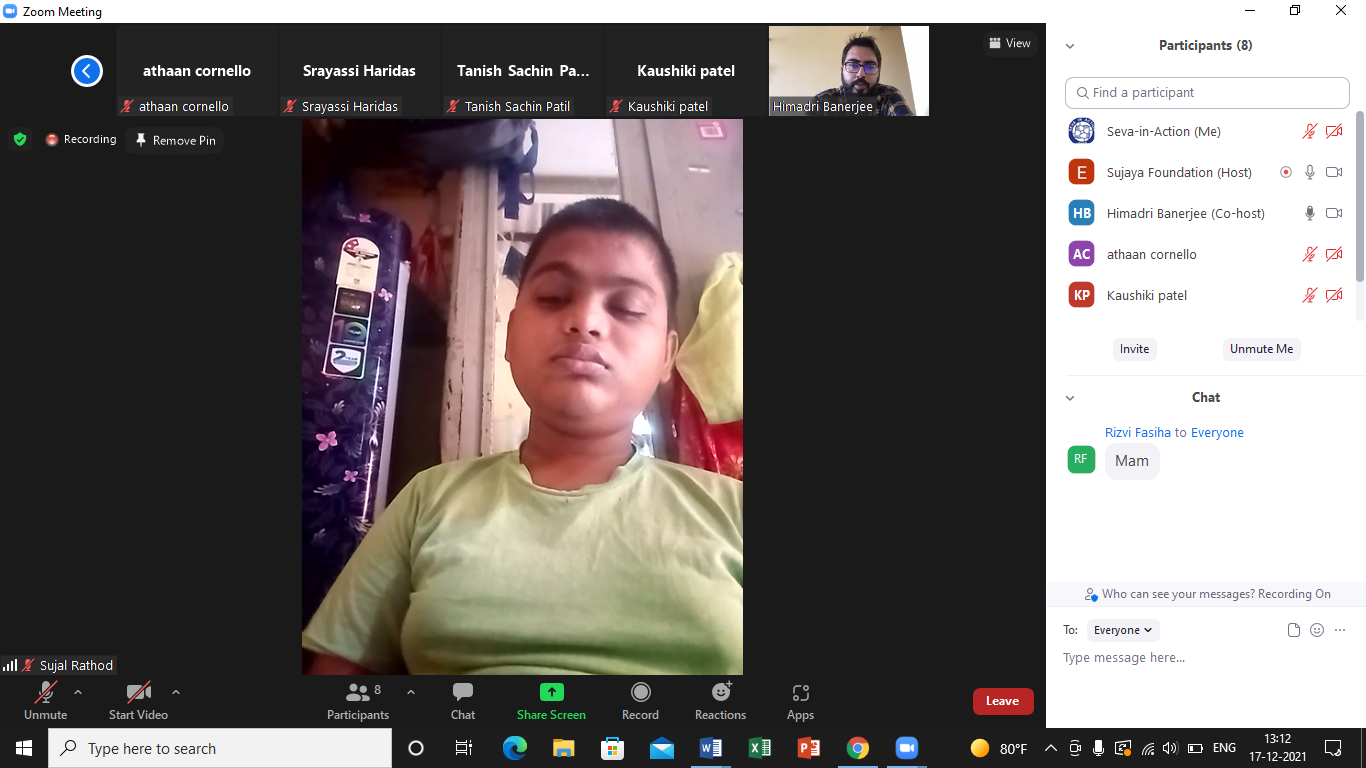 Zoom Meeting
athaan cornello
Srayassi Haridas
Tanish Sachin Pa...
Kaushiki patel
athaan cornello
Srayassi Haridas
Tanish Sachin Patil
Kaushiki patel
Himadri Banerjee
View
Recording
Remove Pin
19
2
Sujal Rathod
Unmute
Start Video
Participants
8
Chat
Share Screen
Record
Reactions
Apps
Leave
Participants (8)
Find a participant
Seva-in-Action (Me)
E
Sujaya Foundation (Host)
HB
Himadri Banerjee (Co-host)
AC
athaan cornello
KP
Kaushiki patel
Invite
Unmute Me
Chat
Rizvi Fasiha to Everyone
RF
Mam
Who can see your messages? Recording On
To:
Everyone
Type message here...
Type here to search
80°F
ENG
13:12
17-12-2021